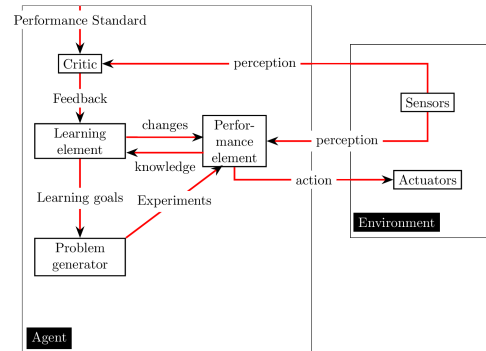 Performance Standard
Critic
perception
Sensors
Feedback
changes
Perfor-
mance
element
Learning
element
perception
knowledge
action
Actuators
Learning goals
Experiments
Environment
Problem
generator
Agent